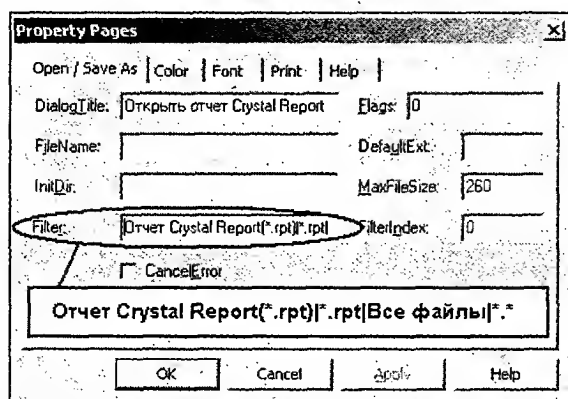 Property Pages
Open / Save As Color Font Print Help
DialogTitle: Открыть отчет Crystal Report Flags: 0
FileName: DefaultExt:
InitDir: MaxFileSize: 260
Filter: Отчет Crystal Report(*.rpt)|*.rpt| FilterIndex: 0
CancelError
Отчет Crystal Report(*.rpt)|*.rpt|Все файлы|*.*
OK Cancel Apply Help